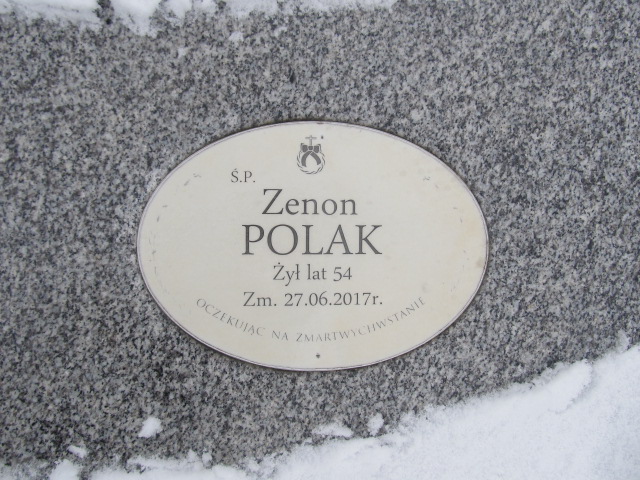 Ś.P.
Zenon
POLAK
Żył lat 54
Zm. 27.06.2017r.
OCZEKUJĄC NA ZMARTWYCHWSTANIE